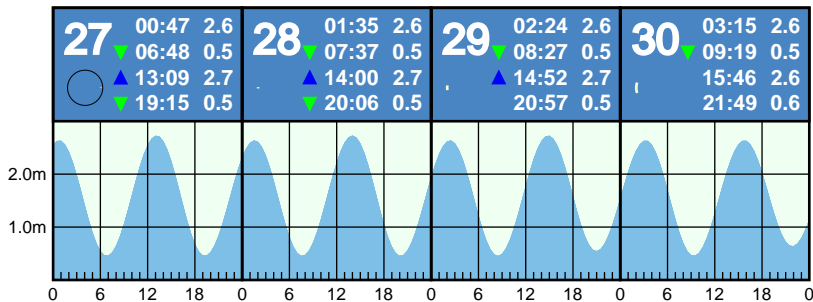 27 00:47 2.6
▼ 06:48 0.5
▲ 13:09 2.7
▼ 19:15 0.5
28 01:35 2.6
▼ 07:37 0.5
▲ 14:00 2.7
▼ 20:06 0.5
29 02:24 2.6
▼ 08:27 0.5
▲ 14:52 2.7
20:57 0.5
30 03:15 2.6
▼ 09:19 0.5
15:46 2.6
21:49 0.6
2.0m
1.0m
0 6 12 18 0 6 12 18 0 6 12 18 0 6 12 18 0